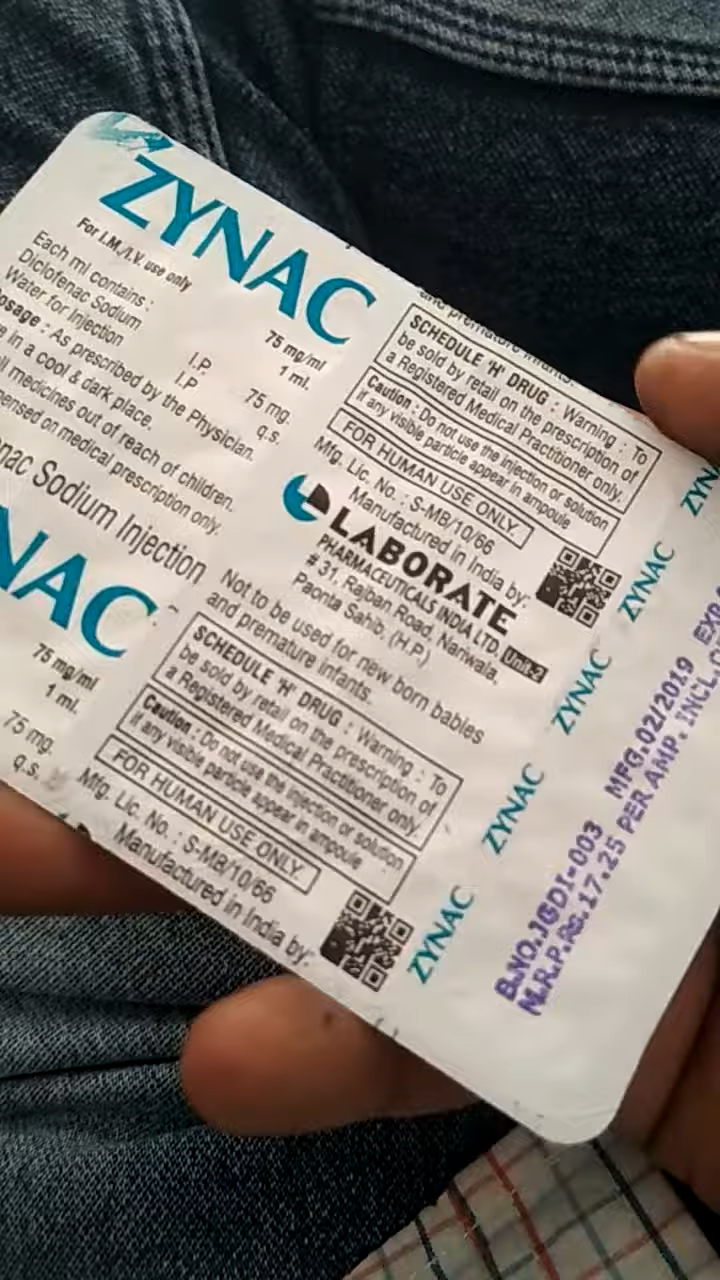 ZYNAC
For I.M./I.V. use only
75 mg/ml
1 ml.
Each ml contains :
Diclofenac Sodium I.P. 75 mg.
Water for Injection I.P q.s.
osage : As prescribed by the Physician.
e in a cool & dark place.
ll medicines out of reach of children.
pensed on medical prescription only.
and premature infants.
SCHEDULE 'H' DRUG : Warning : To
be sold by retail on the prescription of
a Registered Medical Practitioner only.
Caution : Do not use the injection or solution
if any visible particle appear in ampoule
FOR HUMAN USE ONLY.
Mfg. Lic. No. : S-MB/10/66
Manufactured in India by:
LABORATE
PHARMACEUTICALS INDIA LTD.
# 31, Rajban Road, Nariwala,
Paonta Sahib, (H.P.)
Unit-2
nac Sodium Injection
NAC
75 mg/ml
1 ml.
75 mg.
q.s.
Not to be used for new born babies
and premature infants.
SCHEDULE 'H' DRUG : Warning : To
be sold by retail on the prescription of
a Registered Medical Practitioner only.
Caution : Do not use the injection or solution
if any visible particle appear in ampoule
FOR HUMAN USE ONLY.
Mfg. Lic. No. : S-MB/10/66
Manufactured in India by:
ZYNAC
ZYNAC
ZYNAC
ZYNAC
ZYN
B.NO.JGDI-003 MFG.02/2019 EXP
M.R.P.Rs.17.25 PER AMP. INCL.